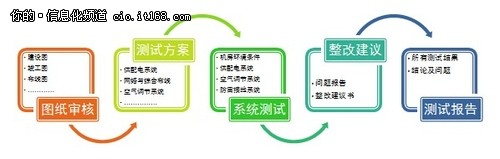 你的·信息化频道 cio.it168.com
•建设图
•竣工图
•布线图
•…………
图纸审核
测试方案
•供配电系统
•网络与综合布线
•空气调节系统
•……………
•机房环境条件
•供配电系统
•空气调节系统
•防雷接地系统
系统测试
整改建议
•问题报告
•整改建议书
•所有测试结果
•结论及问题
测试报告